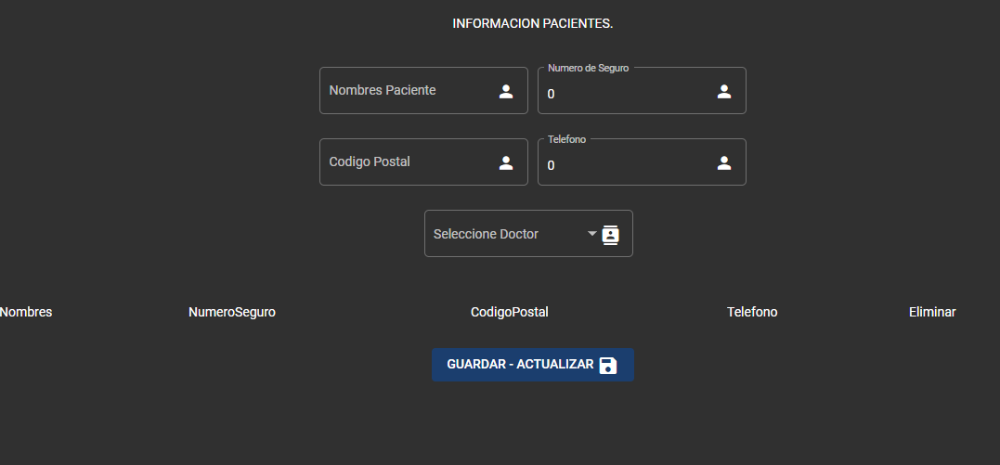 INFORMACION PACIENTES.
Nombres Paciente
Numero de Seguro
0
Codigo Postal
Telefono
0
Seleccione Doctor
Nombres NumeroSeguro CodigoPostal Telefono Eliminar
GUARDAR - ACTUALIZAR